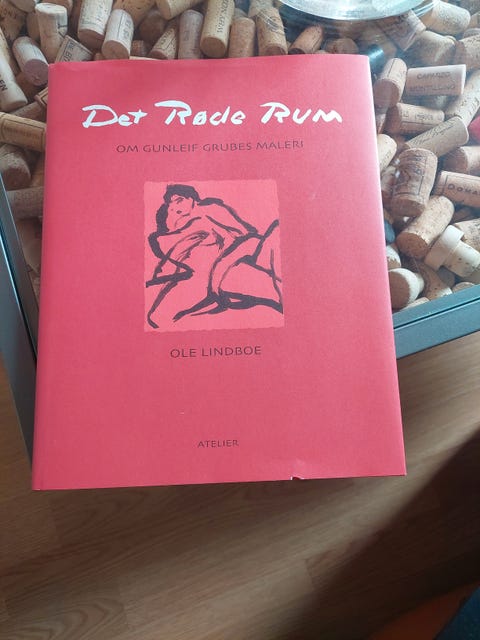 Det Røde Rum
OM GUNLEIF GRUBES MALERI
OLE LINDBOE
ATELIER